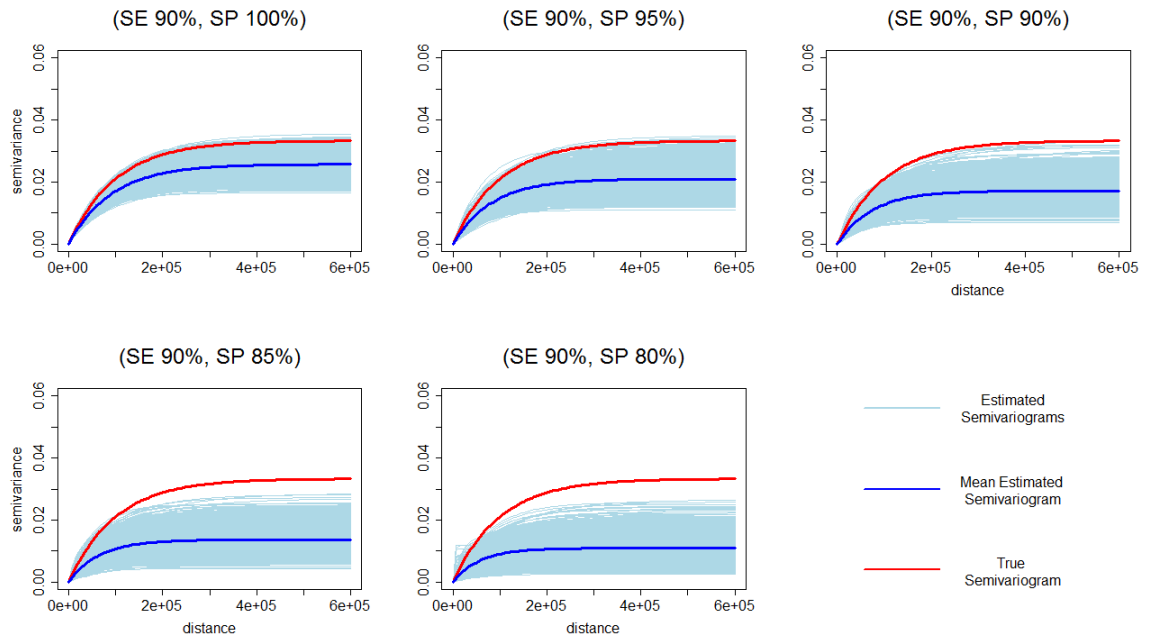 (SE 90%, SP 100%)
(SE 90%, SP 95%)
(SE 90%, SP 90%)
semivariance
0.06
0.04
0.02
0.00
0e+00 2e+05 4e+05 6e+05
0.06
0.04
0.02
0.00
0e+00 2e+05 4e+05 6e+05
0.06
0.04
0.02
0.00
0e+00 2e+05 4e+05 6e+05
distance
(SE 90%, SP 85%)
(SE 90%, SP 80%)
semivariance
0.06
0.04
0.02
0.00
0e+00 2e+05 4e+05 6e+05
distance
0.06
0.04
0.02
0.00
0e+00 2e+05 4e+05 6e+05
distance
Estimated
Semivariograms
Mean Estimated
Semivariogram
True
Semivariogram